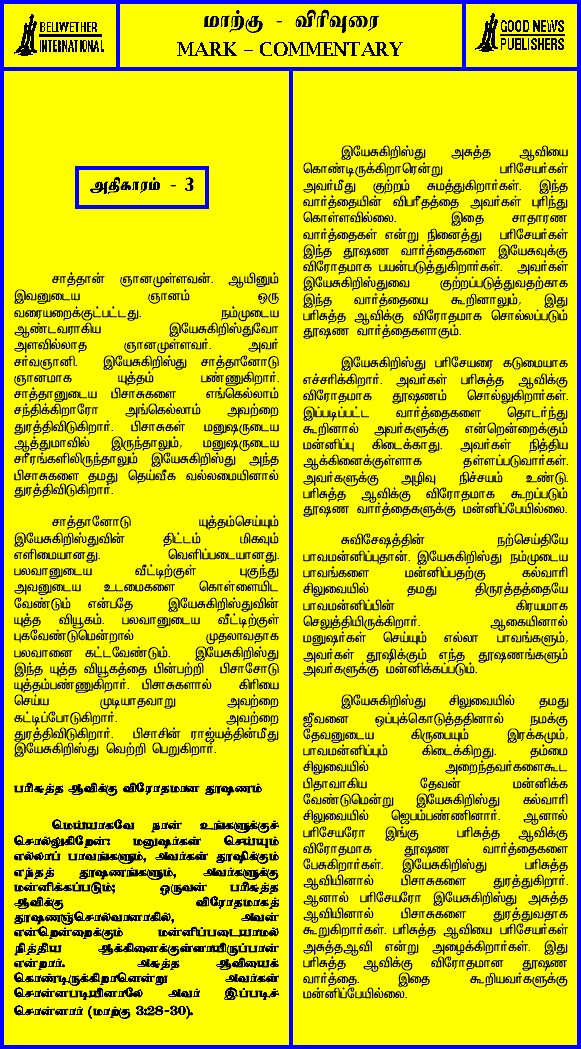 BELLWETHER
INTERNATIONAL
மாற்கு - விரிவுரை
MARK – COMMENTARY
GOOD NEWS
PUBLISHERS
அதிகாரம் - 3
சாத்தான் ஞானமுள்ளவன். ஆயினும்
இவனுடைய ஞானம் ஒரு
வரையறைக்குட்பட்டது. நம்முடைய
ஆண்டவராகிய இயேசுகிறிஸ்துவோ
அளவில்லாத ஞானமுள்ளவர். அவர்
சர்வஞானி. இயேசுகிறிஸ்து சாத்தானோடு
ஞானமாக யுத்தம் பண்ணுகிறார்.
சாத்தானுடைய பிசாசுகளை எங்கெல்லாம்
சந்திக்கிறாரோ அங்கெல்லாம் அவற்றை
துரத்திவிடுகிறார். பிசாசுகள் மனுஷருடைய
ஆத்துமாவில் இருந்தாலும், மனுஷருடைய
சரீரங்களிலிருந்தாலும் இயேசுகிறிஸ்து அந்த
பிசாசுகளை தமது தெய்வீக வல்லமையினால்
துரத்திவிடுகிறார்.
சாத்தானோடு யுத்தம்செய்யும்
இயேசுகிறிஸ்துவின் திட்டம் மிகவும்
எளிமையானது. வெளிப்படையானது.
பலவானுடைய வீட்டிற்குள் புகுந்து
அவனுடைய உடமைகளை கொள்ளையிட
வேண்டும் என்பதே இயேசுகிறிஸ்துவின்
யுத்த வியூகம். பலவானுடைய வீட்டிற்குள்
புகவேண்டுமென்றால் முதலாவதாக
பலவானை கட்டவேண்டும். இயேசுகிறிஸ்து
இந்த யுத்த வியூகத்தை பின்பற்றி பிசாசோடு
யுத்தம்பண்ணுகிறார். பிசாசுகளால் கிரியை
செய்ய முடியாதவாறு அவற்றை
கட்டிப்போடுகிறார். அவற்றை
துரத்திவிடுகிறார். பிசாசின் ராஜ்யத்தின்மீது
இயேசுகிறிஸ்து வெற்றி பெறுகிறார்.
பரிசுத்த ஆவிக்கு விரோதமான தூஷணம்
மெய்யாகவே நான் உங்களுக்குச்
சொல்லுகிறேன்: மனுஷர்கள் செய்யும்
எல்லாப் பாவங்களும், அவர்கள் தூஷிக்கும்
எந்தத் தூஷணங்களும், அவர்களுக்கு
மன்னிக்கப்படும்; ஒருவன் பரிசுத்த
ஆவிக்கு விரோதமாகத்
தூஷணஞ்சொல்வானாகில், அவன்
என்றென்றைக்கும் மன்னிப்படையாமல்
நித்திய ஆக்கினைக்குள்ளாயிருப்பான்
என்றார். அசுத்த ஆவியைக்
கொண்டிருக்கிறானென்று அவர்கள்
சொன்னபடியினாலே அவர் இப்படிச்
சொன்னார் (மாற்கு 3:28-30).
இயேசுகிறிஸ்து அசுத்த ஆவியை
கொண்டிருக்கிறாரென்று பரிசேயர்கள்
அவர்மீது குற்றம் சுமத்துகிறார்கள். இந்த
வார்த்தையின் விபரீதத்தை அவர்கள் புரிந்து
கொள்ளவில்லை. இதை சாதாரண
வார்த்தைகள் என்று நினைத்து பரிசேயர்கள்
இந்த தூஷண வார்த்தைகளை இயேசுவுக்கு
விரோதமாக பயன்படுத்துகிறார்கள். அவர்கள்
இயேசுகிறிஸ்துவை குற்றப்படுத்துவதற்காக
இந்த வார்த்தையை கூறினாலும், இது
பரிசுத்த ஆவிக்கு விரோதமாக சொல்லப்படும்
தூஷண வார்த்தைகளாகும்.
இயேசுகிறிஸ்து பரிசேயரை கடுமையாக
எச்சரிக்கிறார். அவர்கள் பரிசுத்த ஆவிக்கு
விரோதமாக தூஷணம் சொல்லுகிறார்கள்.
இப்படிப்பட்ட வார்த்தைகளை தொடர்ந்து
கூறினால் அவர்களுக்கு என்றென்றைக்கும்
மன்னிப்பு கிடைக்காது. அவர்கள் நித்திய
ஆக்கினைக்குள்ளாக தள்ளப்படுவார்கள்.
அவர்களுக்கு அழிவு நிச்சயம் உண்டு.
பரிசுத்த ஆவிக்கு விரோதமாக கூறப்படும்
தூஷண வார்த்தைகளுக்கு மன்னிப்பேயில்லை.
சுவிசேஷத்தின் நற்செய்தியே
பாவமன்னிப்புதான். இயேசுகிறிஸ்து நம்முடைய
பாவங்களை மன்னிப்பதற்கு கல்வாரி
சிலுவையில் தமது திருரத்தத்தையே
பாவமன்னிப்பின் கிரயமாக
செலுத்தியிருக்கிறார். ஆகையினால்
மனுஷர்கள் செய்யும் எல்லா பாவங்களும்,
அவர்கள் தூஷிக்கும் எந்த தூஷணங்களும்
அவர்களுக்கு மன்னிக்கப்படும்.
இயேசுகிறிஸ்து சிலுவையில் தமது
ஜீவனை ஒப்புக்கொடுத்ததினால் நமக்கு
தேவனுடைய கிருபையும் இரக்கமும்,
பாவமன்னிப்பும் கிடைக்கிறது. தம்மை
சிலுவையில் அறைந்தவர்களைகூட
பிதாவாகிய தேவன் மன்னிக்க
வேண்டுமென்று இயேசுகிறிஸ்து கல்வாரி
சிலுவையில் ஜெபம்பண்ணினார். ஆனால்
பரிசேயரோ இங்கு பரிசுத்த ஆவிக்கு
விரோதமாக தூஷண வார்த்தைகளை
பேசுகிறார்கள். இயேசுகிறிஸ்து பரிசுத்த
ஆவியினால் பிசாசுகளை துரத்துகிறார்.
ஆனால் பரிசேயரோ இயேசுகிறிஸ்து அசுத்த
ஆவியினால் பிசாசுகளை துரத்துவதாக
கூறுகிறார்கள். பரிசுத்த ஆவியை பரிசேயர்கள்
அசுத்தஆவி என்று அழைக்கிறார்கள். இது
பரிசுத்த ஆவிக்கு விரோதமான தூஷண
வார்த்தை. இதை கூறியவர்களுக்கு
மன்னிப்பேயில்லை.